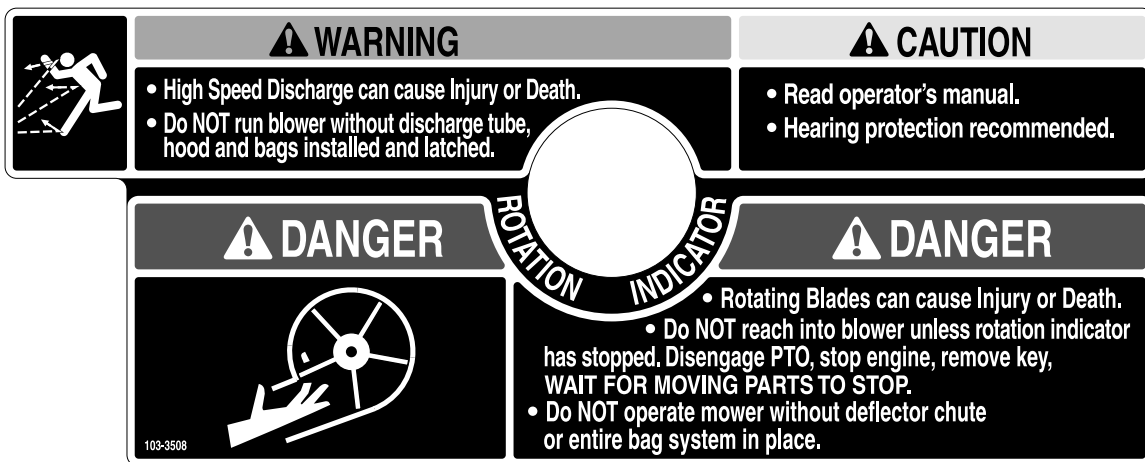 WARNING
• High Speed Discharge can cause Injury or Death.
• Do NOT run blower without discharge tube,
hood and bags installed and latched.
CAUTION
• Read operator's manual.
• Hearing protection recommended.
ROTATION INDICATOR
DANGER
103-3508
DANGER
• Rotating Blades can cause Injury or Death.
• Do NOT reach into blower unless rotation indicator
has stopped. Disengage PTO, stop engine, remove key,
WAIT FOR MOVING PARTS TO STOP.
• Do NOT operate mower without deflector chute
or entire bag system in place.